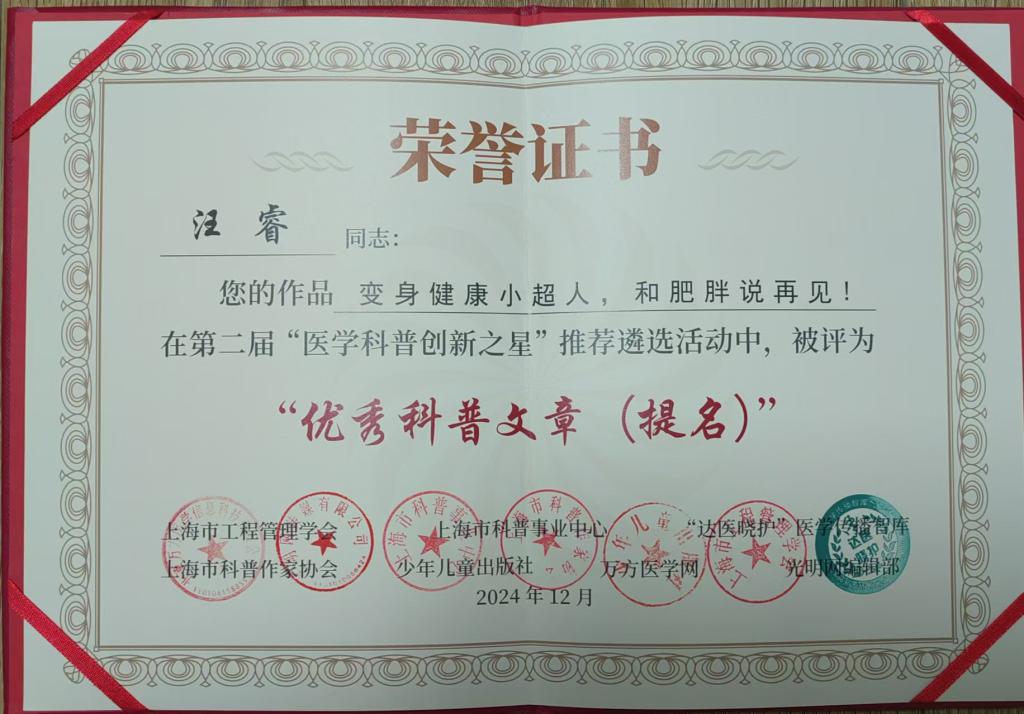 荣誉证书
汪睿 同志：
您的作品 变身健康小超人，和肥胖说再见！
在第二届“医学科普创新之星”推荐遴选活动中，被评为
“优秀科普文章（提名）”
上海市工程管理学会 上海市科普事业中心 “达医晓护”医学传播智库
上海市科普作家协会 少年儿童出版社 万方医学网 光明网编辑部
2024年12月